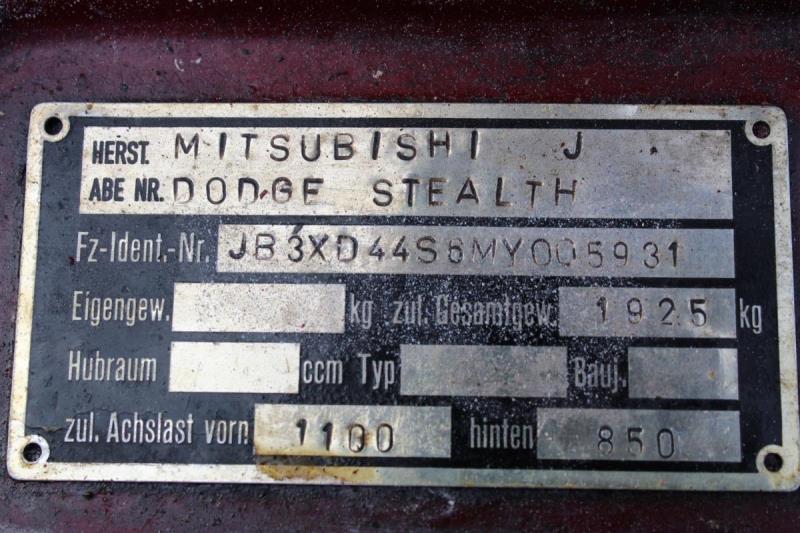 HERST. MITSUBISHI J
ABE NR. DODGE STEALTH
Fz-Ident.-Nr. JB3XD44S6MY005931
Eigengew. kg zul. Gesamtgew. 1925 kg
Hubraum ccm Typ Bauj.
zul. Achslast vorn 1100 hinten 850